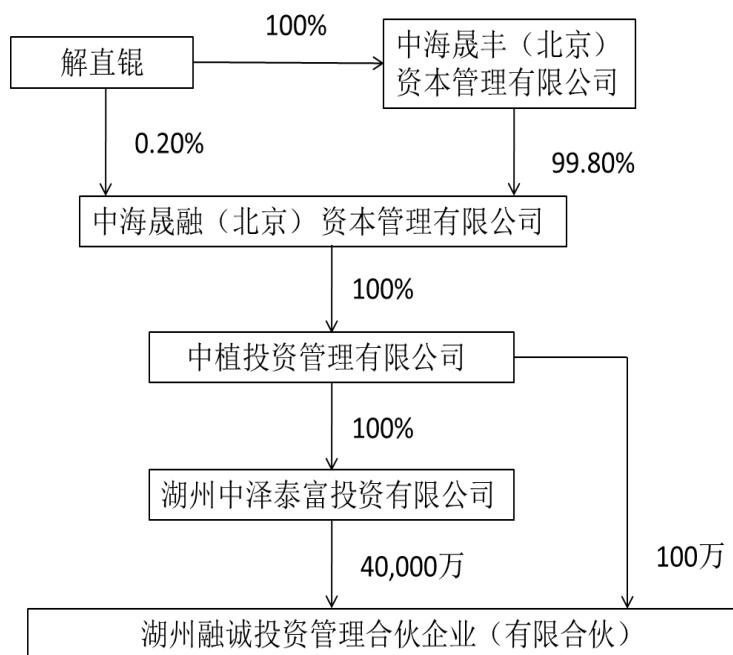 100%
解直锟
中海晟丰（北京）
资本管理有限公司
0.20%
99.80%
中海晟融（北京）资本管理有限公司
100%
中植投资管理有限公司
100%
湖州中泽泰富投资有限公司
40,000万
100万
湖州融诚投资管理合伙企业（有限合伙）